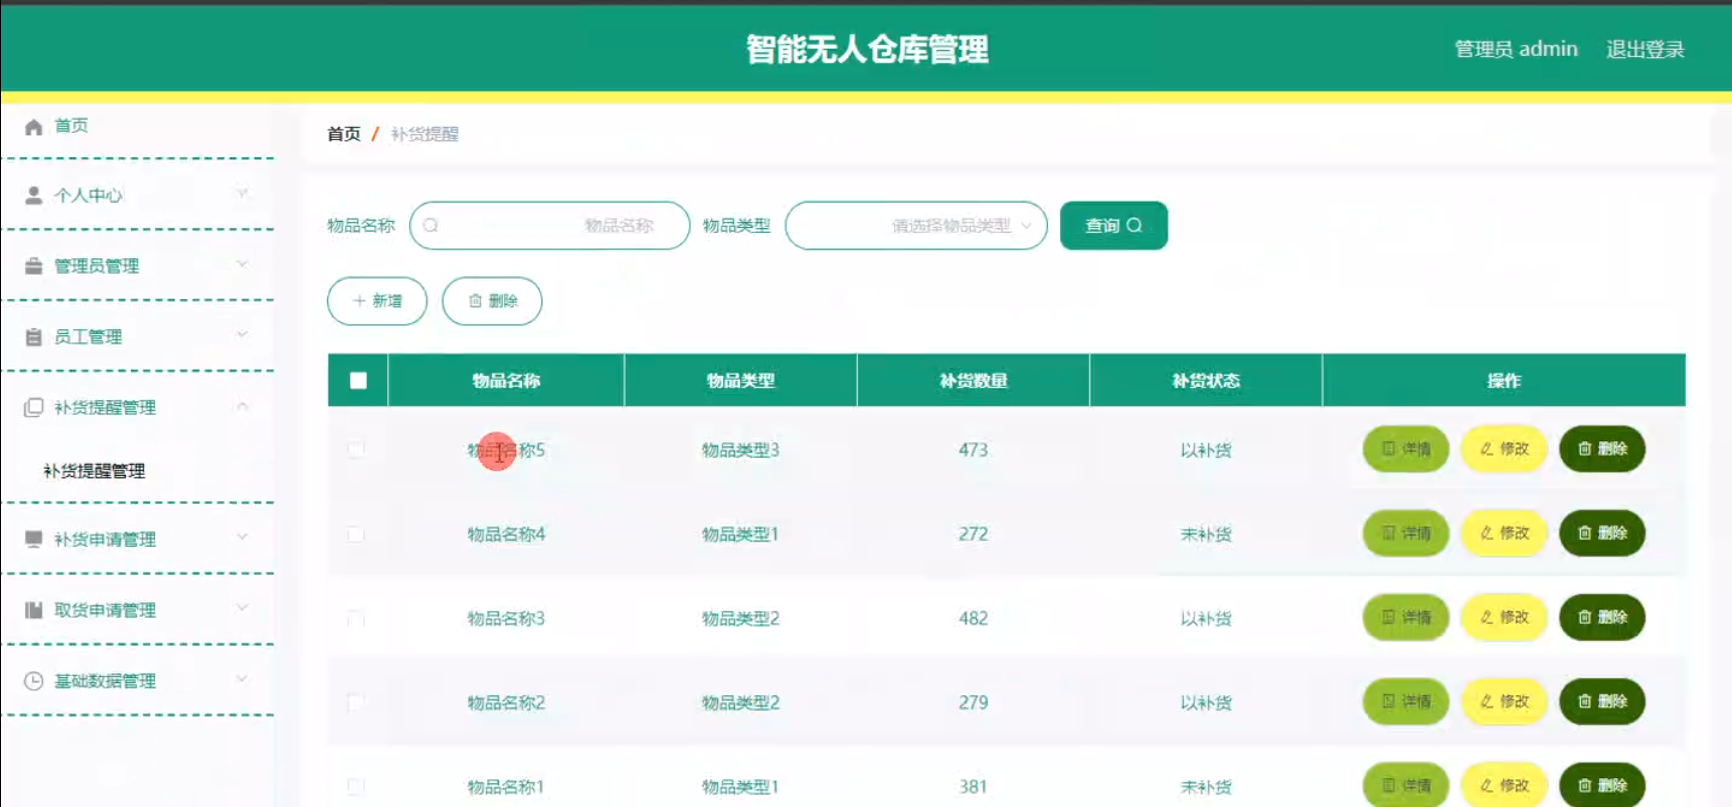 智能无人仓库管理
管理员 admin 退出登录
首页
个人中心
管理员管理
员工管理
补货提醒管理
补货提醒管理
补货申请管理
取货申请管理
基础数据管理
首页 / 补货提醒
物品名称 物品名称 物品类型 请选择物品类型 查询
新增 删除
物品名称 物品类型 补货数量 补货状态 操作
物品名称5 物品类型3 473 以补货 详情 修改 删除
物品名称4 物品类型1 272 未补货 详情 修改 删除
物品名称3 物品类型2 482 以补货 详情 修改 删除
物品名称2 物品类型2 279 以补货 详情 修改 删除
物品名称1 物品类型1 381 未补货 详情 修改 删除